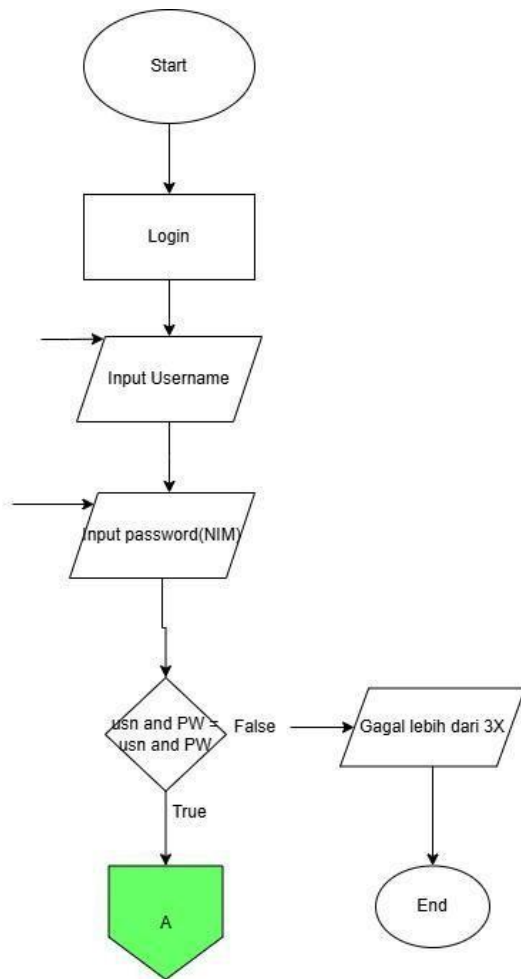 Start
Login
Input Username
Input password(NIM)
usn and PW =
usn and PW
False
Gagal lebih dari 3X
True
A
End